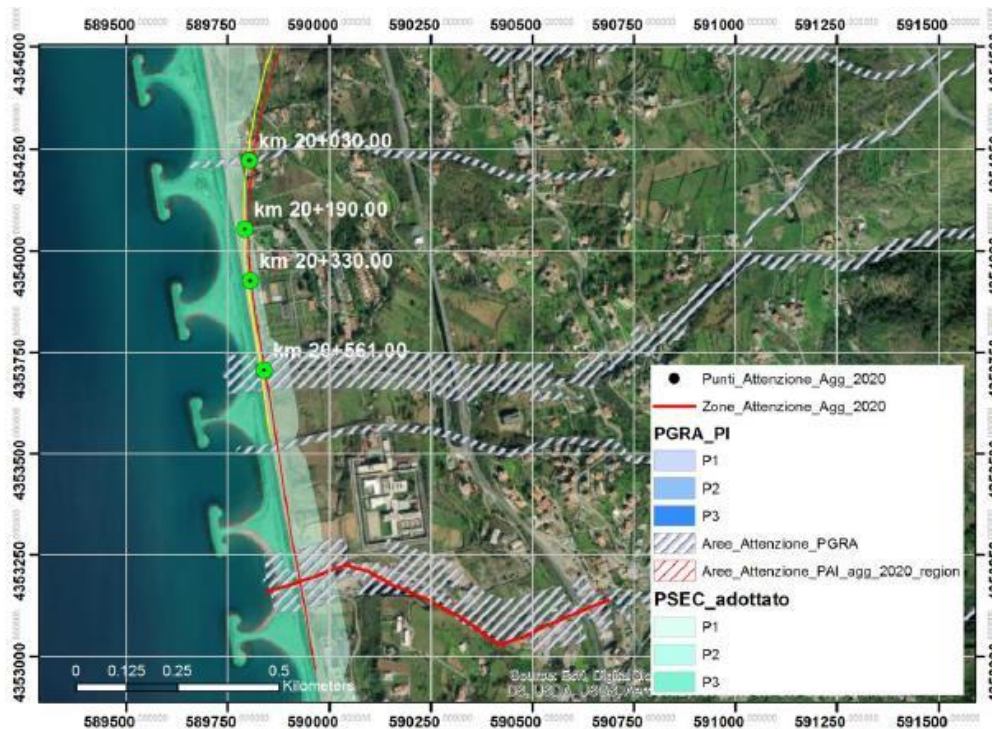 589500 589750 590000 590250 590500 590750 591000 591250 591500
4354500
4354250
4354000
4353750
4353500
4353250
4353000
km 20+030.00
km 20+190.00
km 20+330.00
km 20+561.00
Punti_Attenzione_Agg_2020
Zone_Attenzione_Agg_2020
PGRA_PI
P1
P2
P3
Aree_Attenzione_PGRA
Aree_Attenzione_PAI_agg_2020_region
PSEC_adottato
P1
P2
P3
0 0.125 0.25 0.5
Kilometers
Source: Esri,
589500 589750 590000 590250 590500 590750 591000 591250 591500